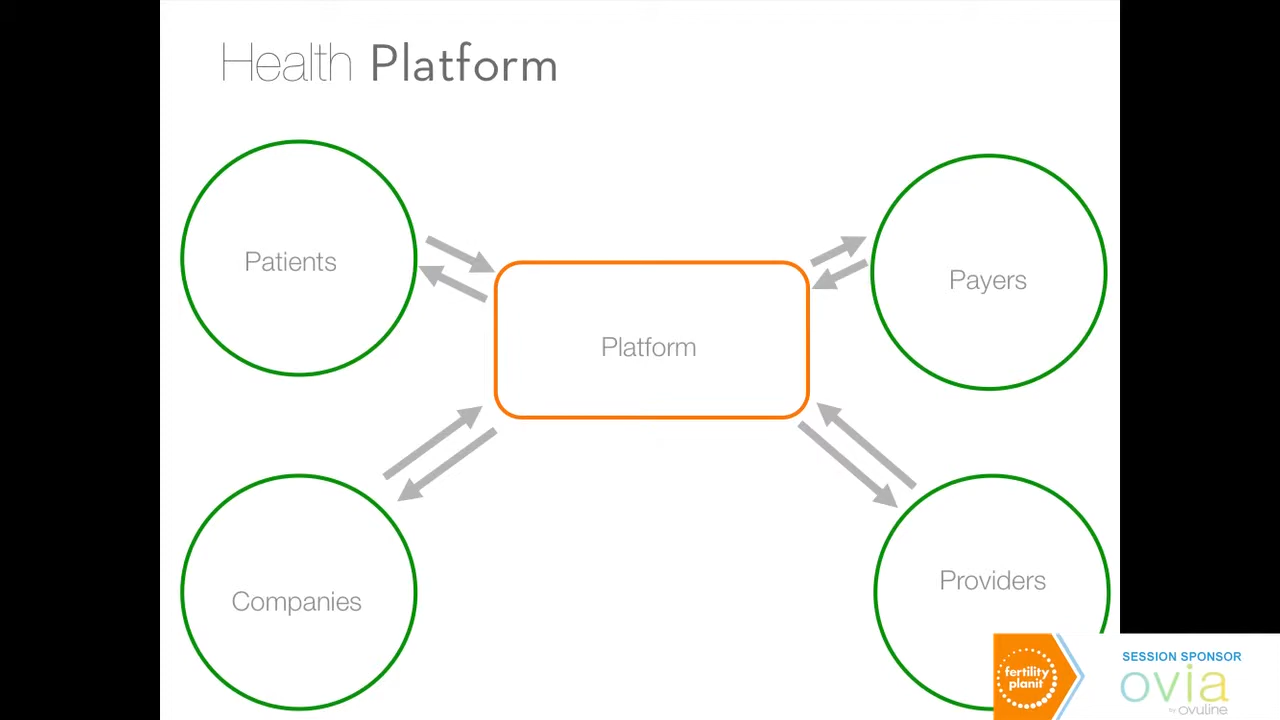 Health Platform
Patients
Payers
Platform
Companies
Providers
fertility
planit
SESSION SPONSOR
ovia
by ovuline